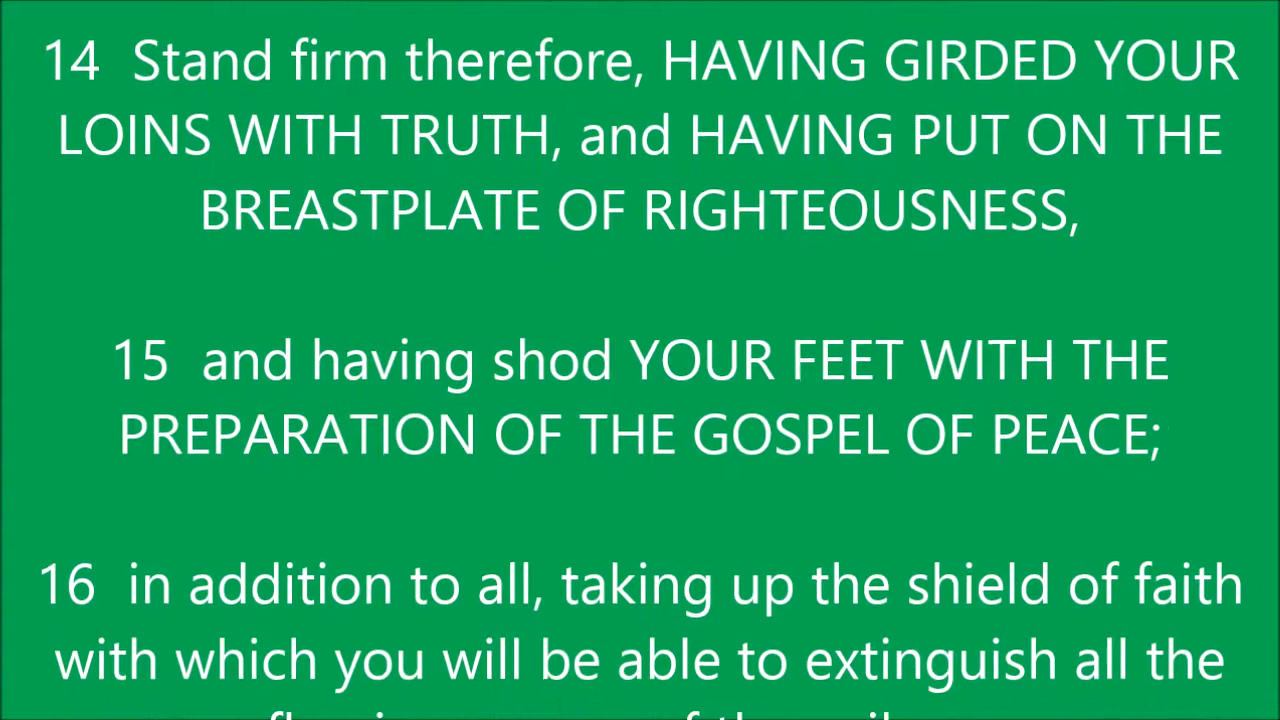 14 Stand firm therefore, HAVING GIRDED YOUR
LOINS WITH TRUTH, and HAVING PUT ON THE
BREASTPLATE OF RIGHTEOUSNESS,
15 and having shod YOUR FEET WITH THE
PREPARATION OF THE GOSPEL OF PEACE;
16 in addition to all, taking up the shield of faith
with which you will be able to extinguish all the